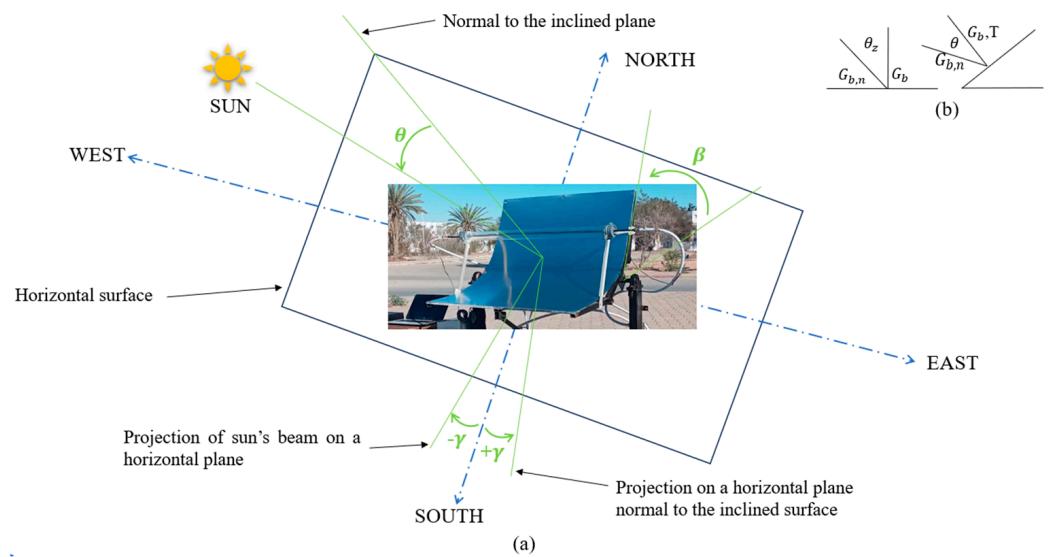 Normal to the inclined plane
NORTH
SUN
θ
WEST
β
Horizontal surface
EAST
Projection of sun's beam on a
horizontal plane
-γ
+γ
Projection on a horizontal plane
normal to the inclined surface
SOUTH
(a)
θz
Gb,n
Gb
Gb,T
θ
Gb,n
(b)